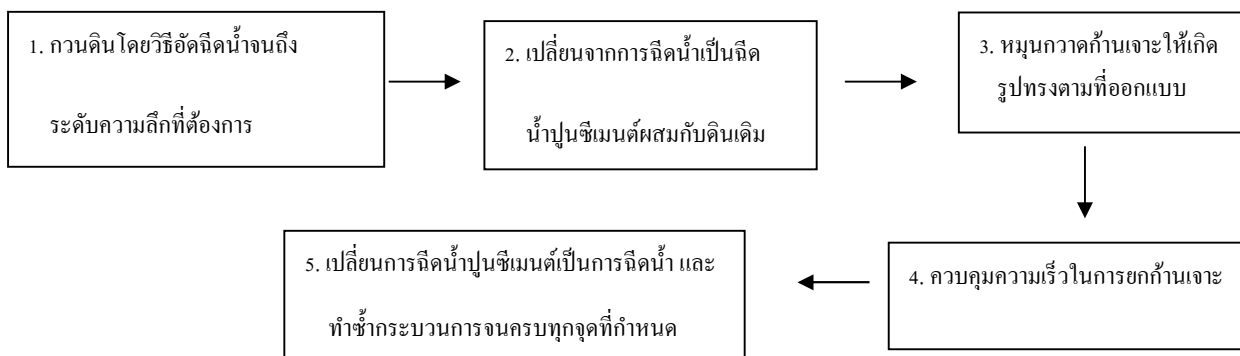 1. กวนดินโดยวิธีอัดฉีดน้ำจนถึง
ระดับความลึกที่ต้องการ
2. เปลี่ยนจากการฉีดน้ำเป็นฉีด
น้ำปูนซีเมนต์ผสมกับดินเดิม
3. หมุนกวาดก้านเจาะให้เกิด
รูปทรงตามที่ออกแบบ
4. ควบคุมความเร็วในการยกก้านเจาะ
5. เปลี่ยนการฉีดน้ำปูนซีเมนต์เป็นการฉีดน้ำ และ
ทำซ้ำกระบวนการจนครบทุกจุดที่กำหนด